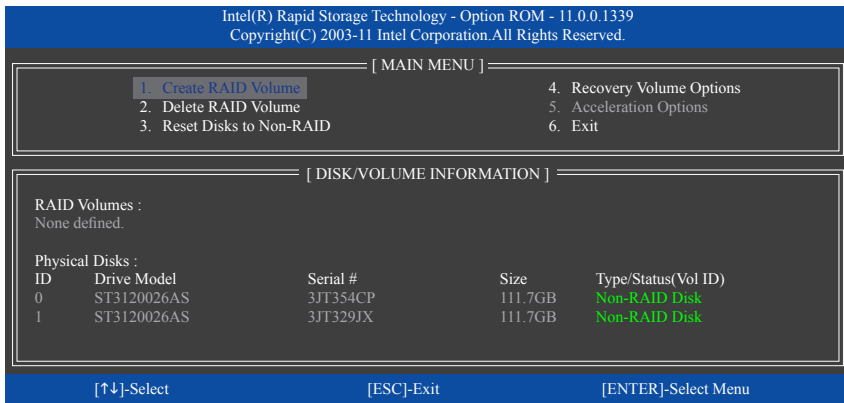 Intel(R) Rapid Storage Technology - Option ROM - 11.0.0.1339
Copyright(C) 2003-11 Intel Corporation.All Rights Reserved.
[ MAIN MENU ]
1. Create RAID Volume
2. Delete RAID Volume
3. Reset Disks to Non-RAID
4. Recovery Volume Options
5. Acceleration Options
6. Exit
[ DISK/VOLUME INFORMATION ]
RAID Volumes :
None defined.
Physical Disks :
ID Drive Model Serial # Size Type/Status(Vol ID)
0 ST3120026AS 3JT354CP 111.7GB Non-RAID Disk
1 ST3120026AS 3JT329JX 111.7GB Non-RAID Disk
[↑↓]-Select [ESC]-Exit [ENTER]-Select Menu